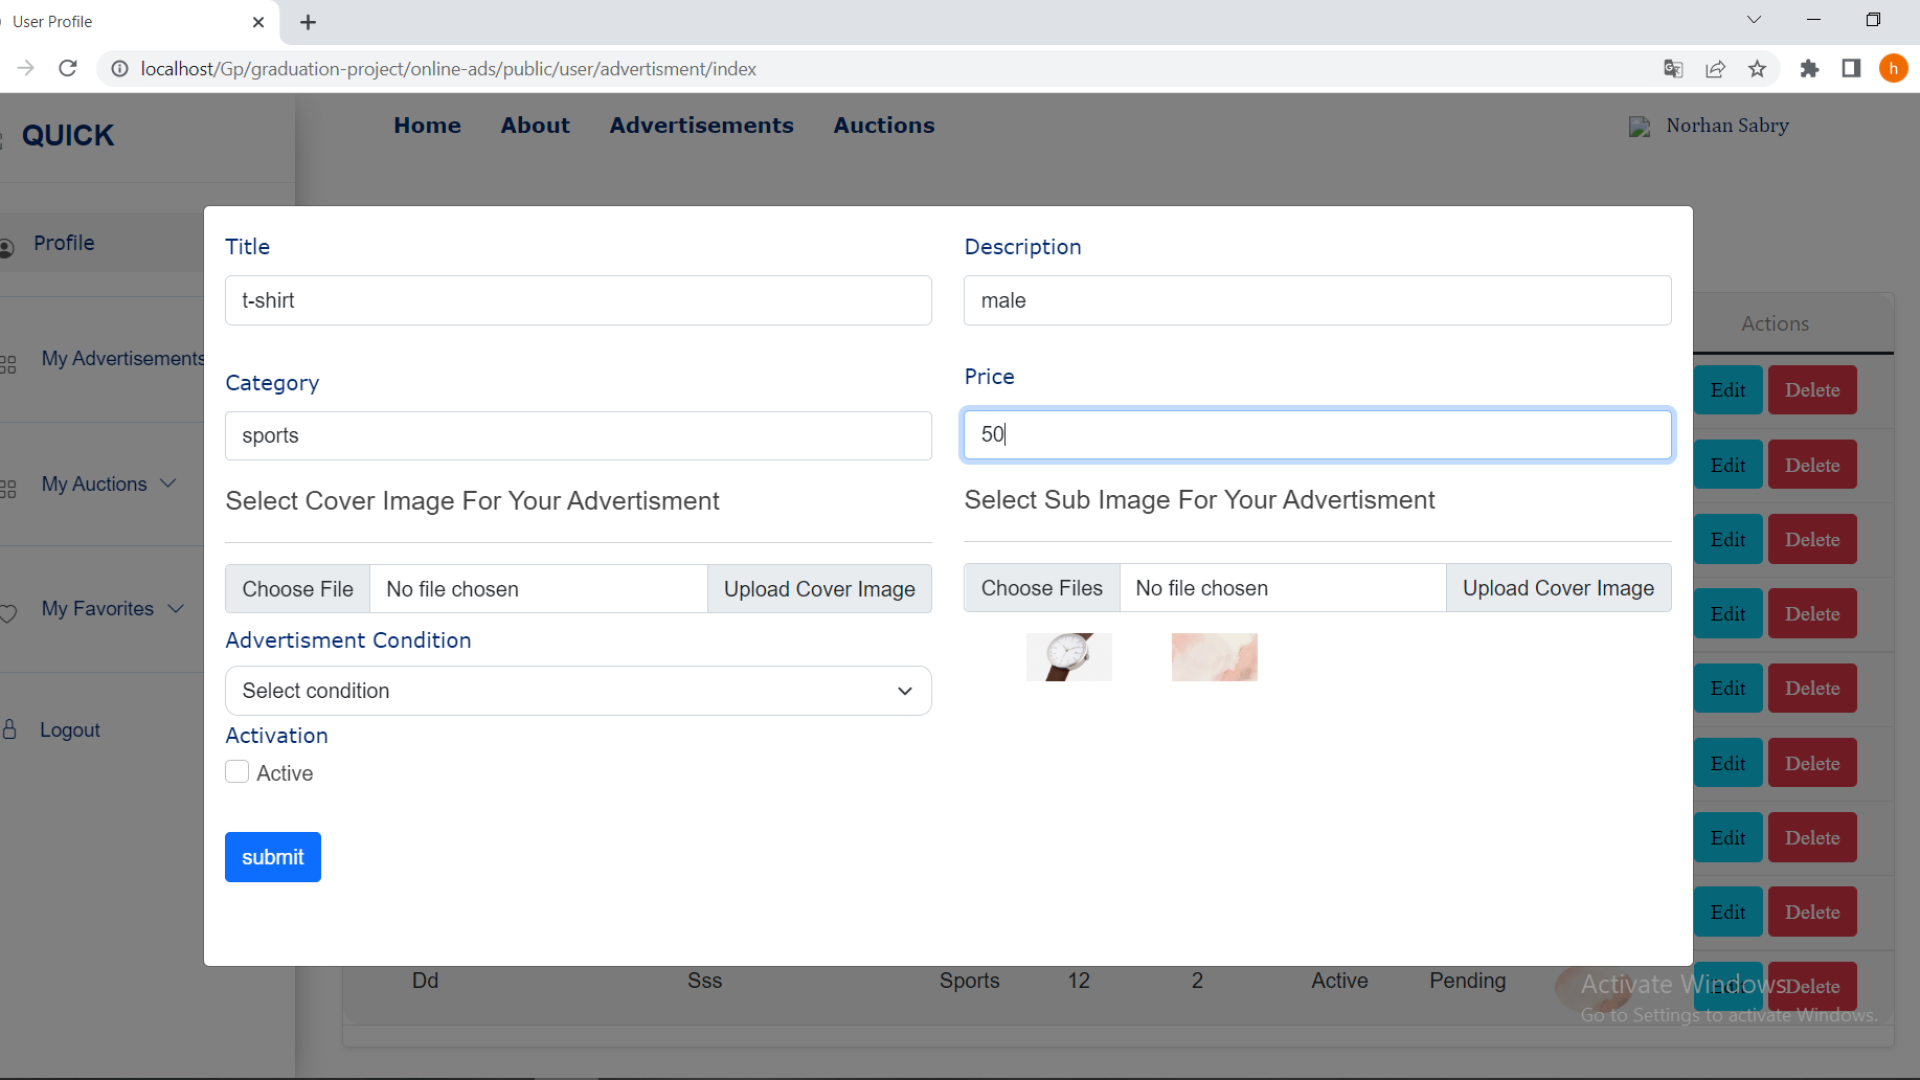 User Profile
localhost/Gp/graduation-project/online-ads/public/user/advertisment/index
h
QUICK
Home About Advertisements Auctions
Norhan Sabry
Profile
My Advertisements
My Auctions
My Favorites
Logout
Title
t-shirt
Description
male
Category
sports
Price
50
Select Cover Image For Your Advertisment
Select Sub Image For Your Advertisment
Choose File No file chosen Upload Cover Image
Choose Files No file chosen Upload Cover Image
Advertisment Condition
Select condition
Activation
Active
submit
Actions
Edit Delete
Edit Delete
Edit Delete
Edit Delete
Edit Delete
Edit Delete
Edit Delete
Edit Delete
Dd Sss Sports 12 2 Active Pending Edit Delete
Activate Windows
Go to Settings to activate Windows.